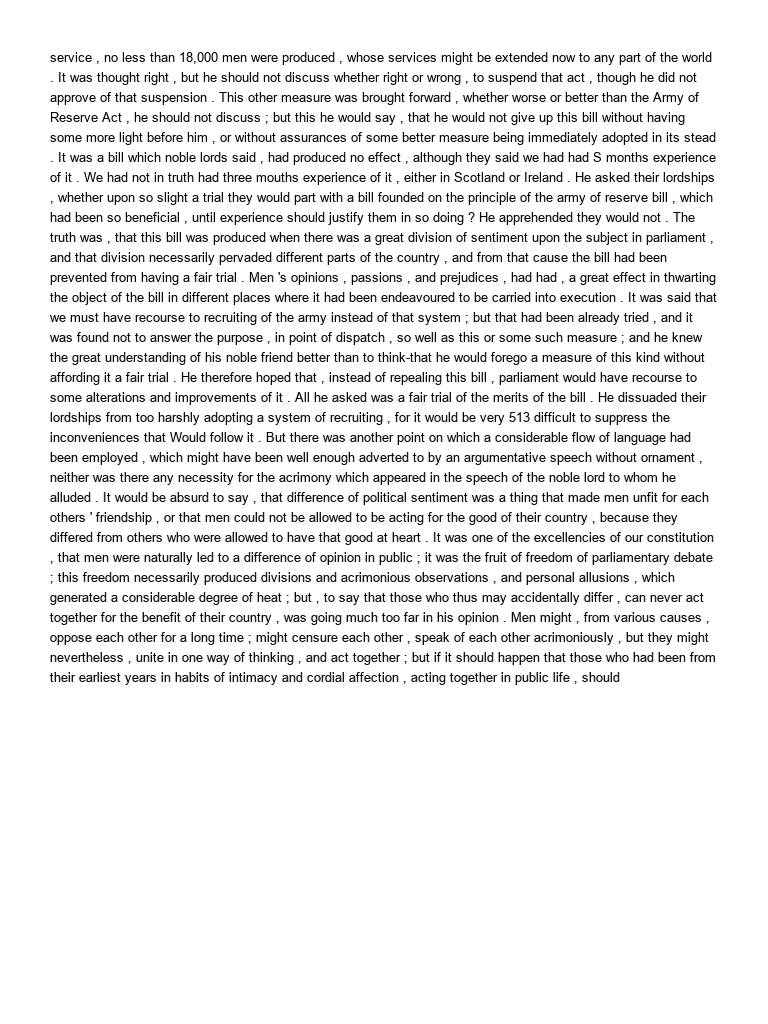 service , no less than 18,000 men were produced , whose services might be extended now to any part of the world
. It was thought right , but he should not discuss whether right or wrong , to suspend that act , though he did not
approve of that suspension . This other measure was brought forward , whether worse or better than the Army of
Reserve Act , he should not discuss ; but this he would say , that he would not give up this bill without having
some more light before him , or without assurances of some better measure being immediately adopted in its stead
. It was a bill which noble lords said , had produced no effect , although they said we had had S months experience
of it . We had not in truth had three mouths experience of it , either in Scotland or Ireland . He asked their lordships
, whether upon so slight a trial they would part with a bill founded on the principle of the army of reserve bill , which
had been so beneficial , until experience should justify them in so doing ? He apprehended they would not . The
truth was , that this bill was produced when there was a great division of sentiment upon the subject in parliament ,
and that division necessarily pervaded different parts of the country , and from that cause the bill had been
prevented from having a fair trial . Men 's opinions , passions , and prejudices , had had , a great effect in thwarting
the object of the bill in different places where it had been endeavoured to be carried into execution . It was said that
we must have recourse to recruiting of the army instead of that system ; but that had been already tried , and it
was found not to answer the purpose , in point of dispatch , so well as this or some such measure ; and he knew
the great understanding of his noble friend better than to think-that he would forego a measure of this kind without
affording it a fair trial . He therefore hoped that , instead of repealing this bill , parliament would have recourse to
some alterations and improvements of it . All he asked was a fair trial of the merits of the bill . He dissuaded their
lordships from too harshly adopting a system of recruiting , for it would be very 513 difficult to suppress the
inconveniences that Would follow it . But there was another point on which a considerable flow of language had
been employed , which might have been well enough adverted to by an argumentative speech without ornament ,
neither was there any necessity for the acrimony which appeared in the speech of the noble lord to whom he
alluded . It would be absurd to say , that difference of political sentiment was a thing that made men unfit for each
others ' friendship , or that men could not be allowed to be acting for the good of their country , because they
differed from others who were allowed to have that good at heart . It was one of the excellencies of our constitution
, that men were naturally led to a difference of opinion in public ; it was the fruit of freedom of parliamentary debate
; this freedom necessarily produced divisions and acrimonious observations , and personal allusions , which
generated a considerable degree of heat ; but , to say that those who thus may accidentally differ , can never act
together for the benefit of their country , was going much too far in his opinion . Men might , from various causes ,
oppose each other for a long time ; might censure each other , speak of each other acrimoniously , but they might
nevertheless , unite in one way of thinking , and act together ; but if it should happen that those who had been from
their earliest years in habits of intimacy and cordial affection , acting together in public life , should